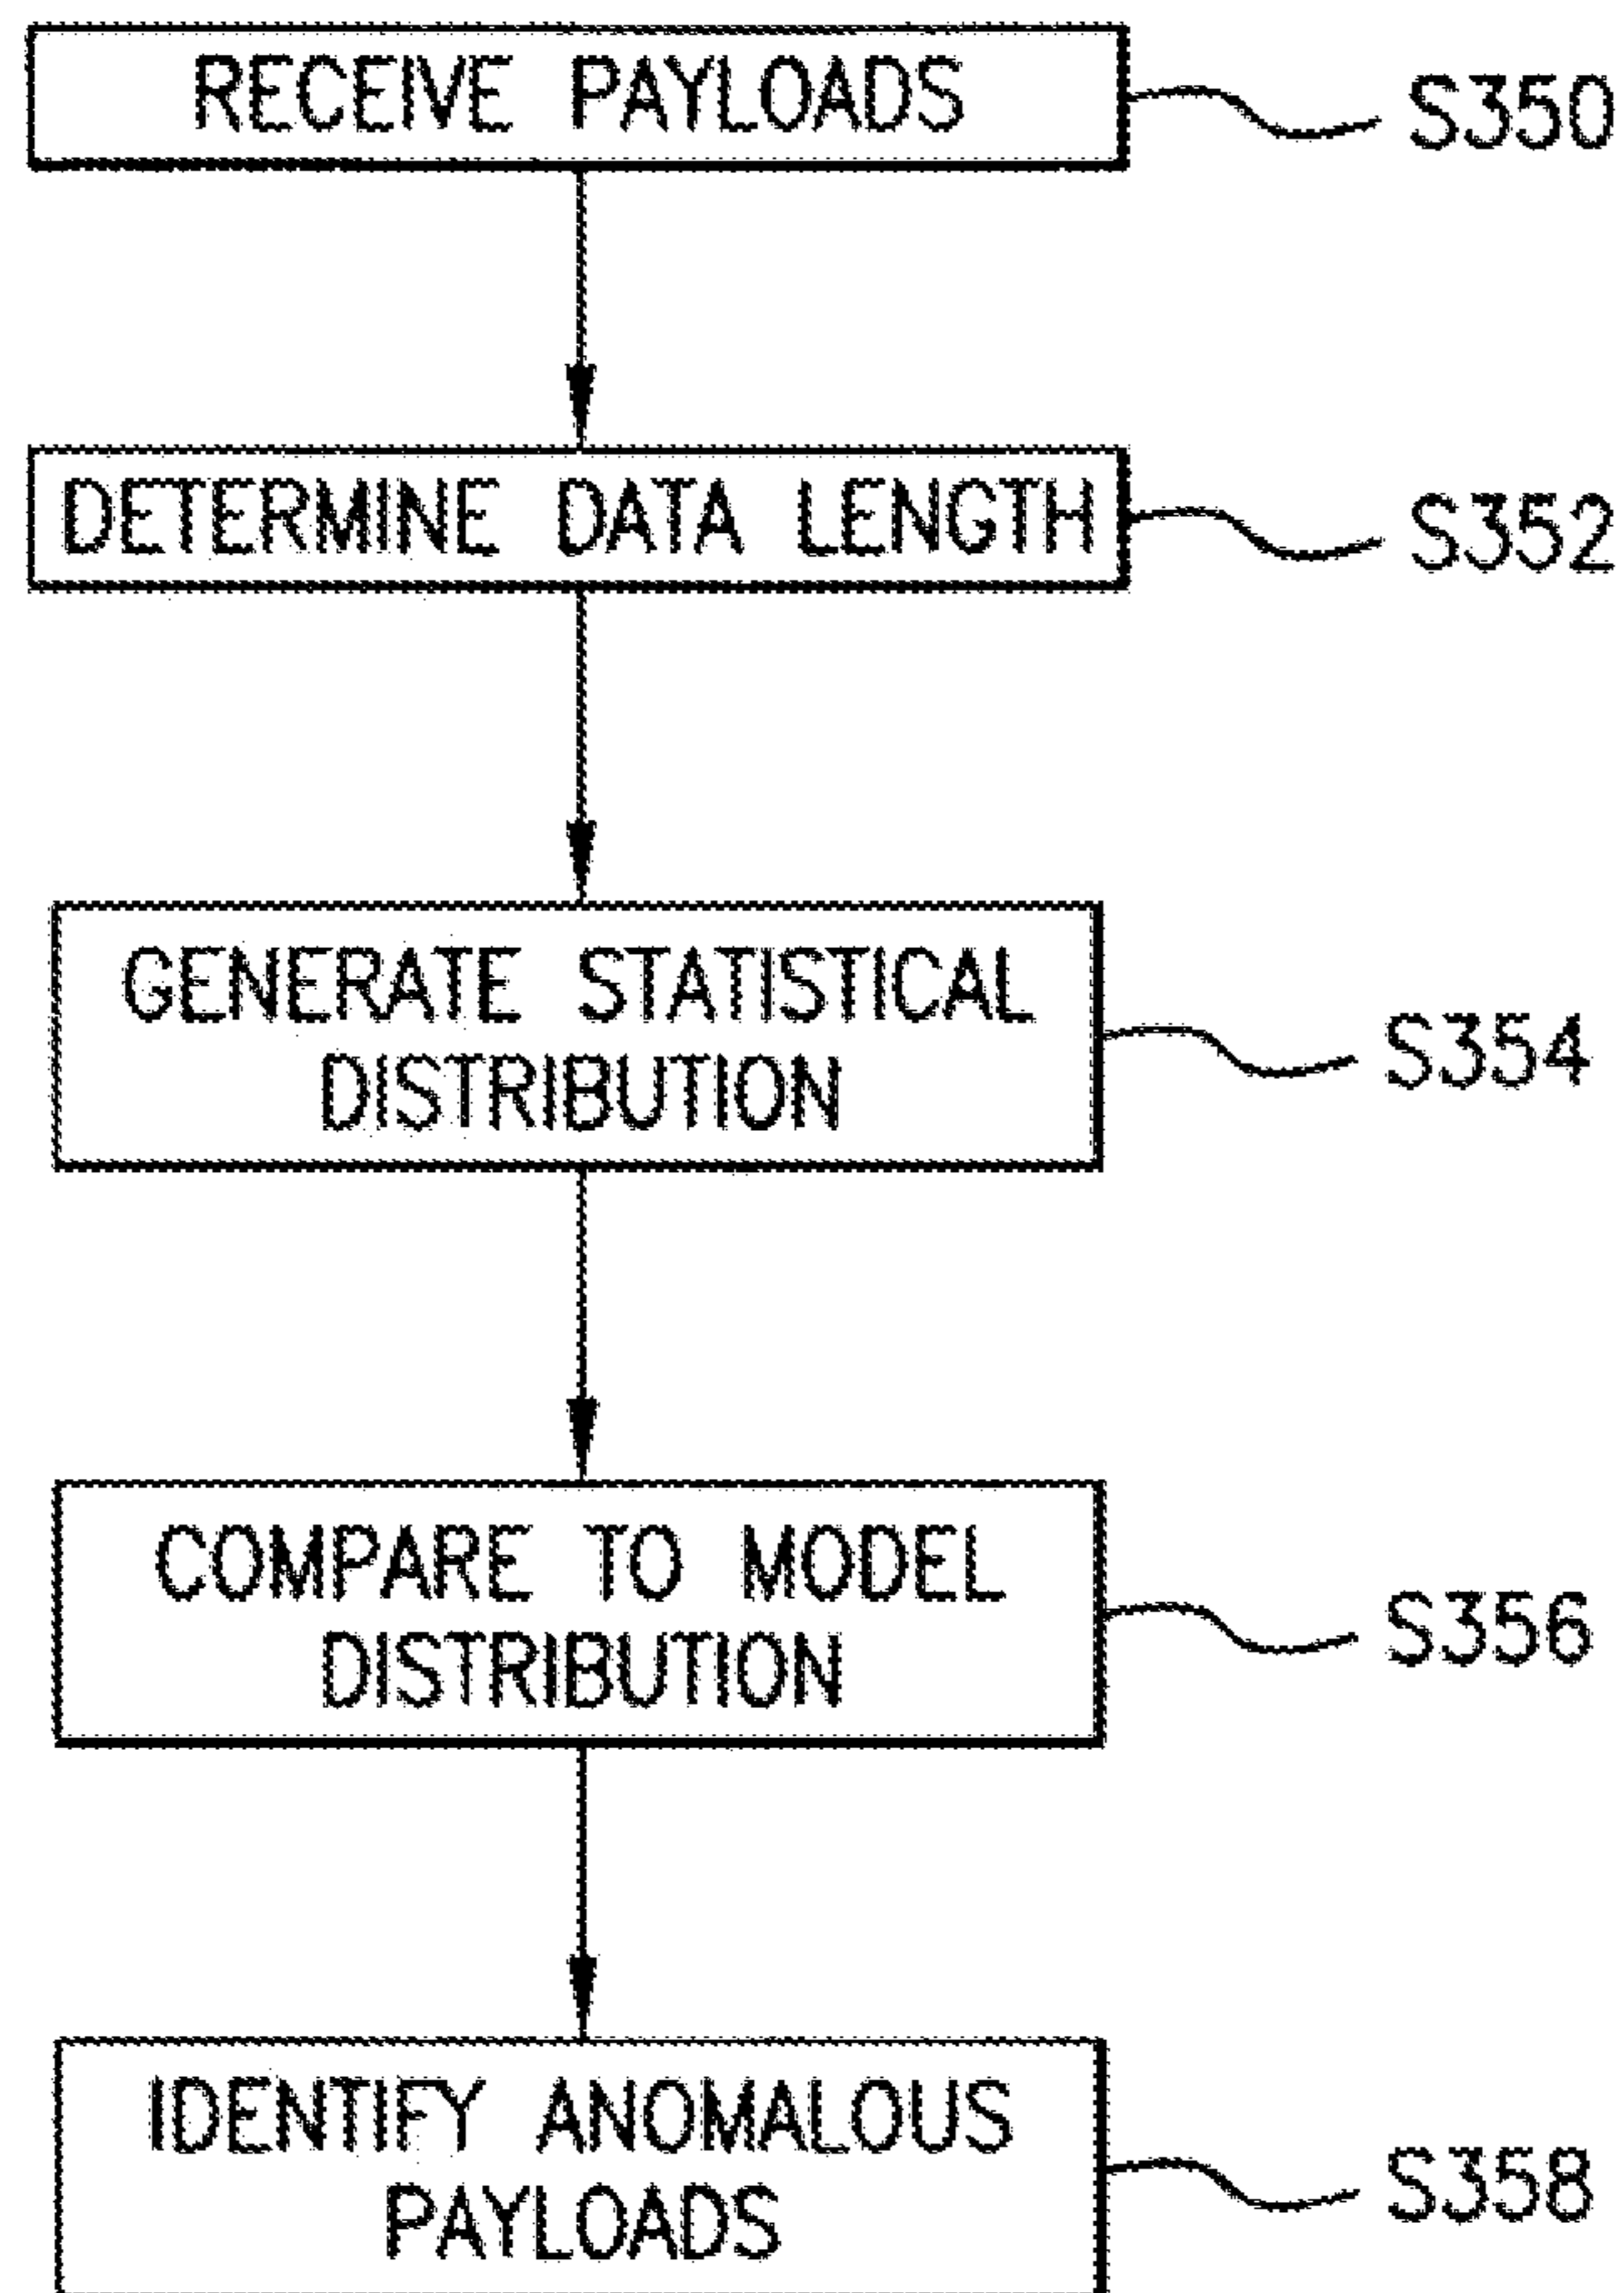 RECEIVE PAYLOADS
S350
DETERMINE DATA LENGTH
S352
GENERATE STATISTICAL
DISTRIBUTION
S354
COMPARE TO MODEL
DISTRIBUTION
S356
IDENTIFY ANOMALOUS
PAYLOADS
S358